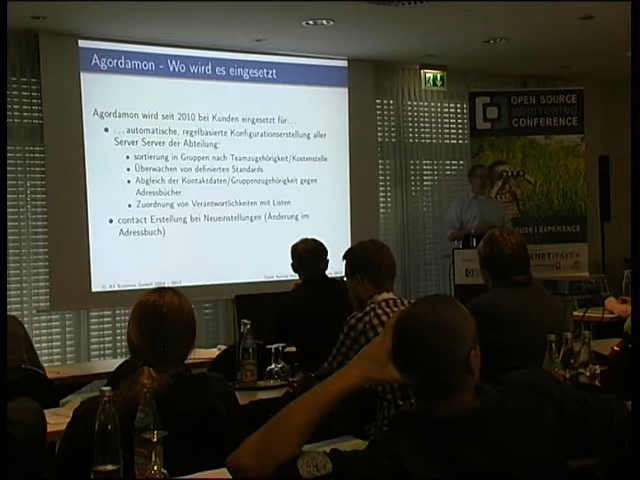 Agordamon - Wo wird es eingesetzt
Agordamon wird seit 2010 bei Kunden eingesetzt für...
• ...automatische, regelbasierte Konfigurationserstellung aller
Server Server der Abteilung:
• sortierung in Gruppen nach Teamzugehörigkeit/Kostenstelle
• Überwachen von definierten Standards
• Abgleich der Kontaktdaten/Gruppenzugehörigkeit gegen
Adressbücher
• Zuordnung von Verantwortlichkeiten mit Listen
• contact Erstellung bei Neueinstellungen (Änderung im
Adressbuch)
OPEN SOURCE
MONITORING
CONFERENCE
EXPERIENCE